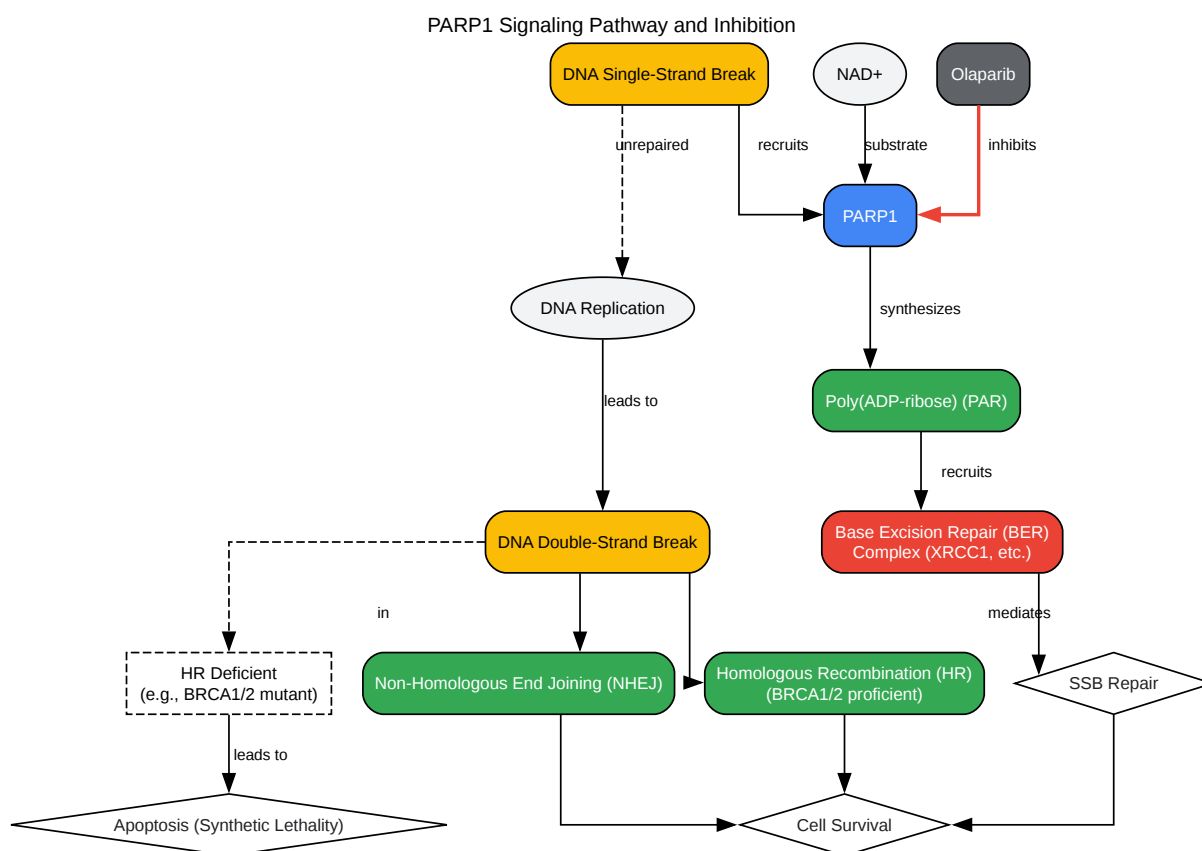 PARP1 Signaling Pathway and Inhibition
DNA Single-Strand Break
NAD+
Olaparib
unrepaired
recruits
substrate
inhibits
PARP1
DNA Replication
synthesizes
Poly(ADP-ribose) (PAR)
leads to
recruits
DNA Double-Strand Break
Base Excision Repair (BER)
Complex (XRCC1, etc.)
in
mediates
HR Deficient
(e.g., BRCA1/2 mutant)
Non-Homologous End Joining (NHEJ)
Homologous Recombination (HR)
(BRCA1/2 proficient)
SSB Repair
leads to
Apoptosis (Synthetic Lethality)
Cell Survival